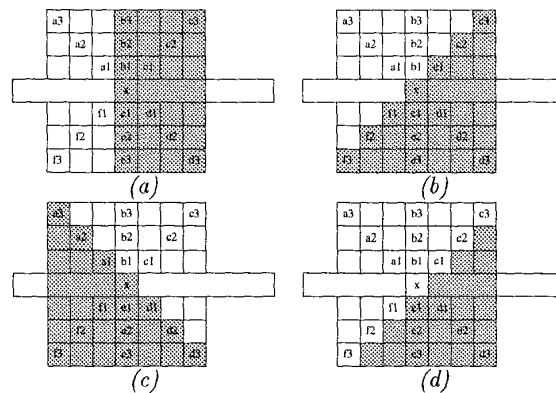 a3 b3 c3
a2 b2 c2
a1 b1 c1
x
f1 e1 d1
f2 e2 d2
f3 e3 d3
(a)
a3 b3 c3
a2 b2 c2
a1 b1 c1
x
f1 e1 d1
f2 e2 d2
f3 e3 d3
(b)
a3 b3 c3
a2 b2 c2
a1 b1 c1
x
f1 e1 d1
f2 e2 d2
f3 e3 d3
(c)
a3 b3 c3
a2 b2 c2
a1 b1 c1
x
f1 e1 d1
f2 e2 d2
f3 e3 d3
(d)